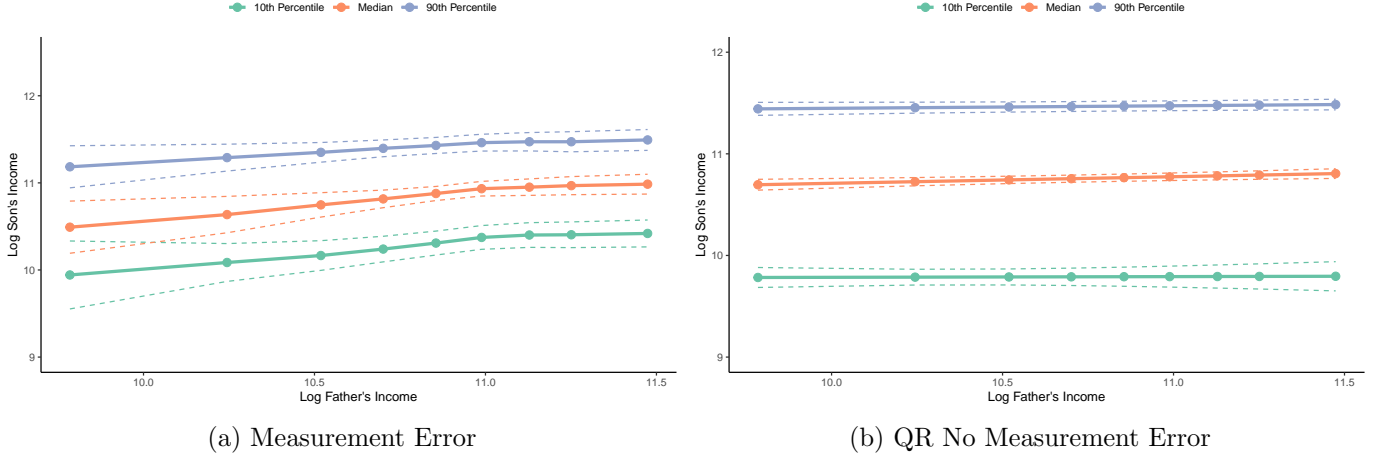 10th Percentile Median 90th Percentile
12
11
10
9
Log Son's Income
10.0 10.5 11.0 11.5
Log Father's Income
(a) Measurement Error
10th Percentile Median 90th Percentile
12
11
10
9
Log Son's Income
10.0 10.5 11.0 11.5
Log Father's Income
(b) QR No Measurement Error